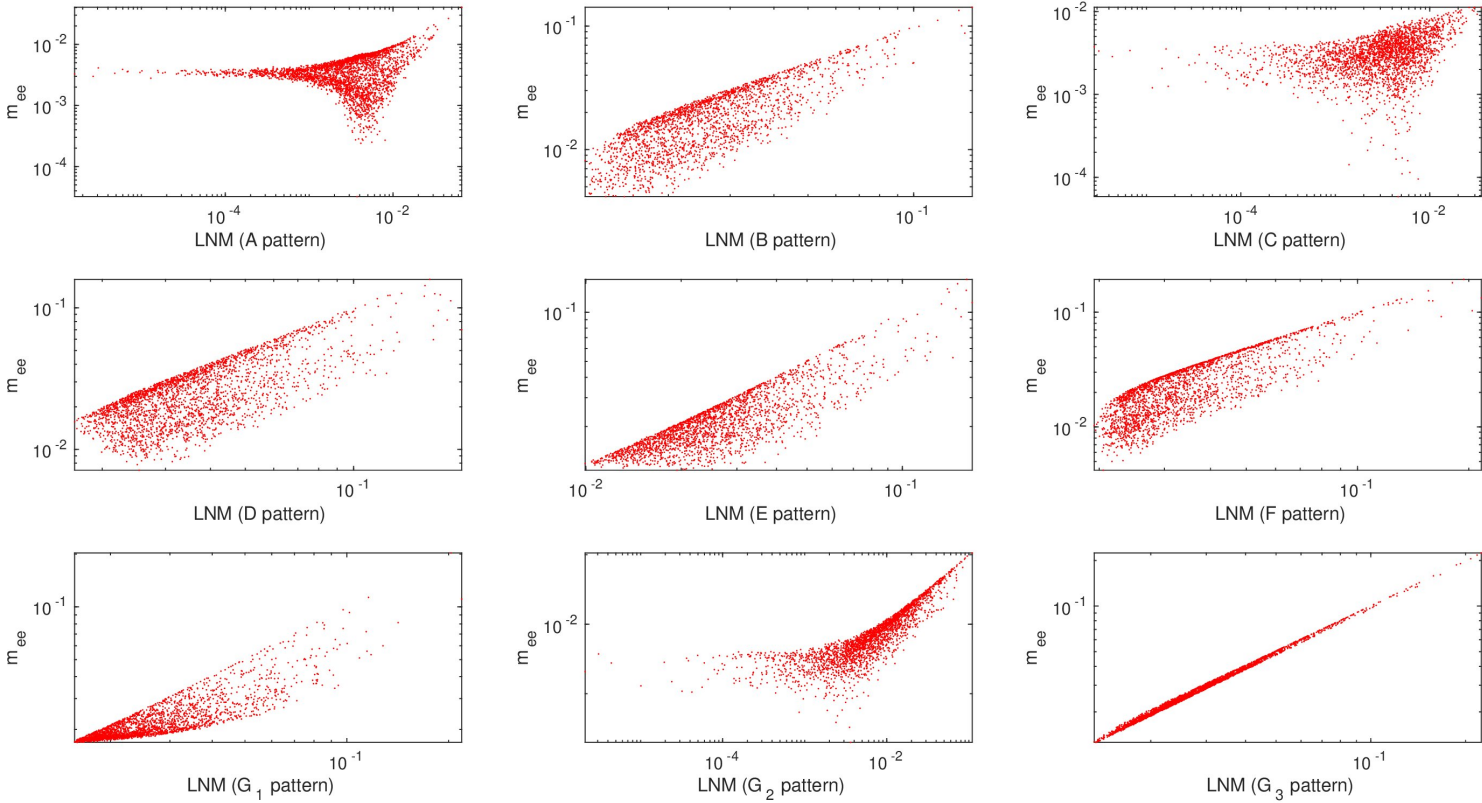 10^-2
10^-3
10^-4
m_ee
10^-4 10^-2
LNM (A pattern)
10^-1
10^-2
m_ee
10^-1
LNM (B pattern)
10^-2
10^-3
10^-4
m_ee
10^-4 10^-2
LNM (C pattern)
10^-1
10^-2
m_ee
10^-1
LNM (D pattern)
10^-1
m_ee
10^-2 10^-1
LNM (E pattern)
10^-1
10^-2
m_ee
10^-1
LNM (F pattern)
10^-1
m_ee
10^-1
LNM (G_1 pattern)
10^-2
m_ee
10^-4 10^-2
LNM (G_2 pattern)
10^-1
m_ee
10^-1
LNM (G_3 pattern)